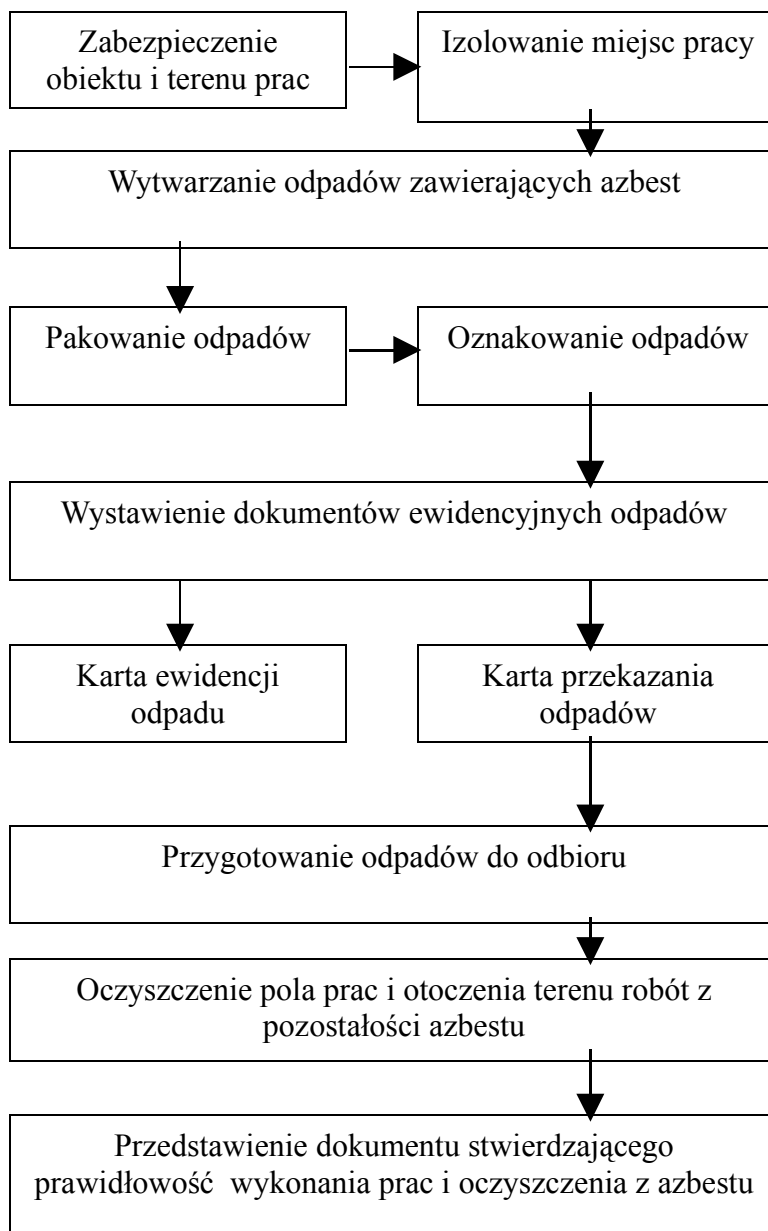 Zabezpieczenie
obiektu i terenu prac
Izolowanie miejsc pracy
Wytwarzanie odpadów zawierających azbest
Pakowanie odpadów
Oznakowanie odpadów
Wystawienie dokumentów ewidencyjnych odpadów
Karta ewidencji
odpadu
Karta przekazania
odpadów
Przygotowanie odpadów do odbioru
Oczyszczenie pola prac i otoczenia terenu robót z
pozostałości azbestu
Przedstawienie dokumentu stwierdzającego
prawidłowość wykonania prac i oczyszczenia z azbestu